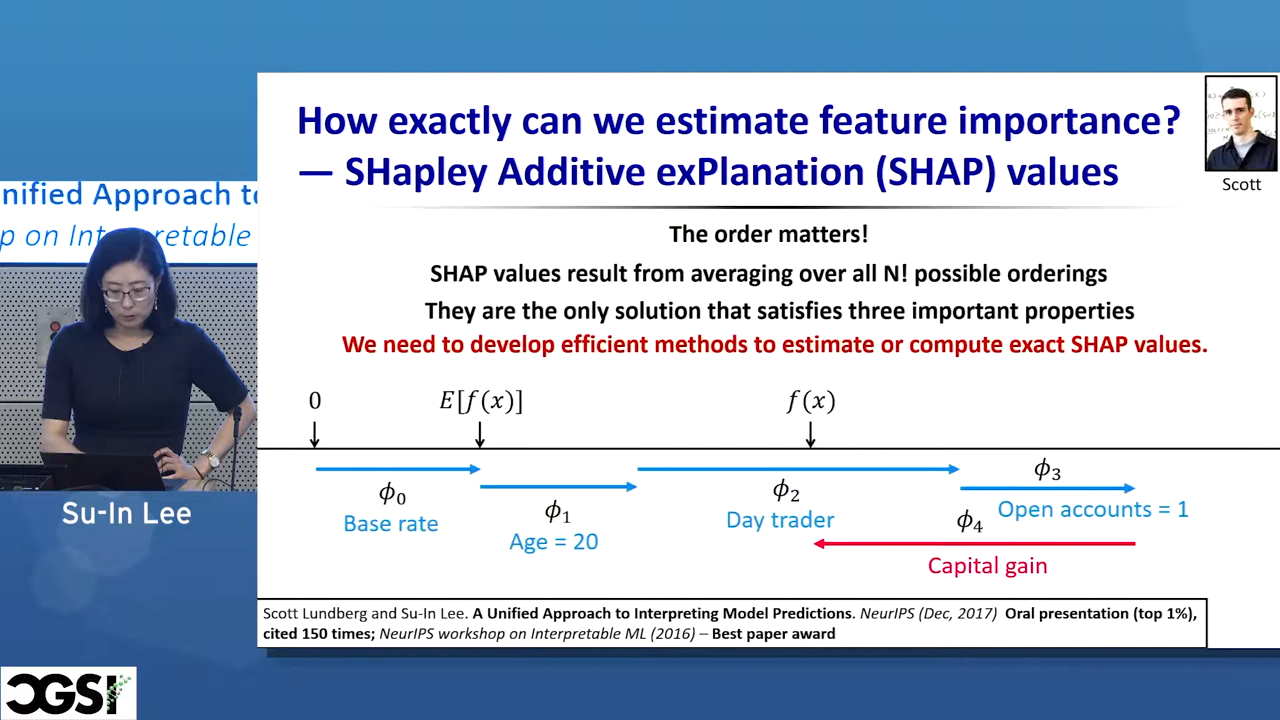 How exactly can we estimate feature importance?
— SHapley Additive exPlanation (SHAP) values
Scott
nified Approach to
p on Interpretable
The order matters!
SHAP values result from averaging over all N! possible orderings
They are the only solution that satisfies three important properties
We need to develop efficient methods to estimate or compute exact SHAP values.
0 E[f(x)] f(x)
ϕ0 ϕ1 ϕ2 ϕ3 ϕ4
Base rate
Age = 20
Day trader
Open accounts = 1
Capital gain
Su-In Lee
Scott Lundberg and Su-In Lee. A Unified Approach to Interpreting Model Predictions. NeurIPS (Dec, 2017) Oral presentation (top 1%),
cited 150 times; NeurIPS workshop on Interpretable ML (2016) – Best paper award
CGSI